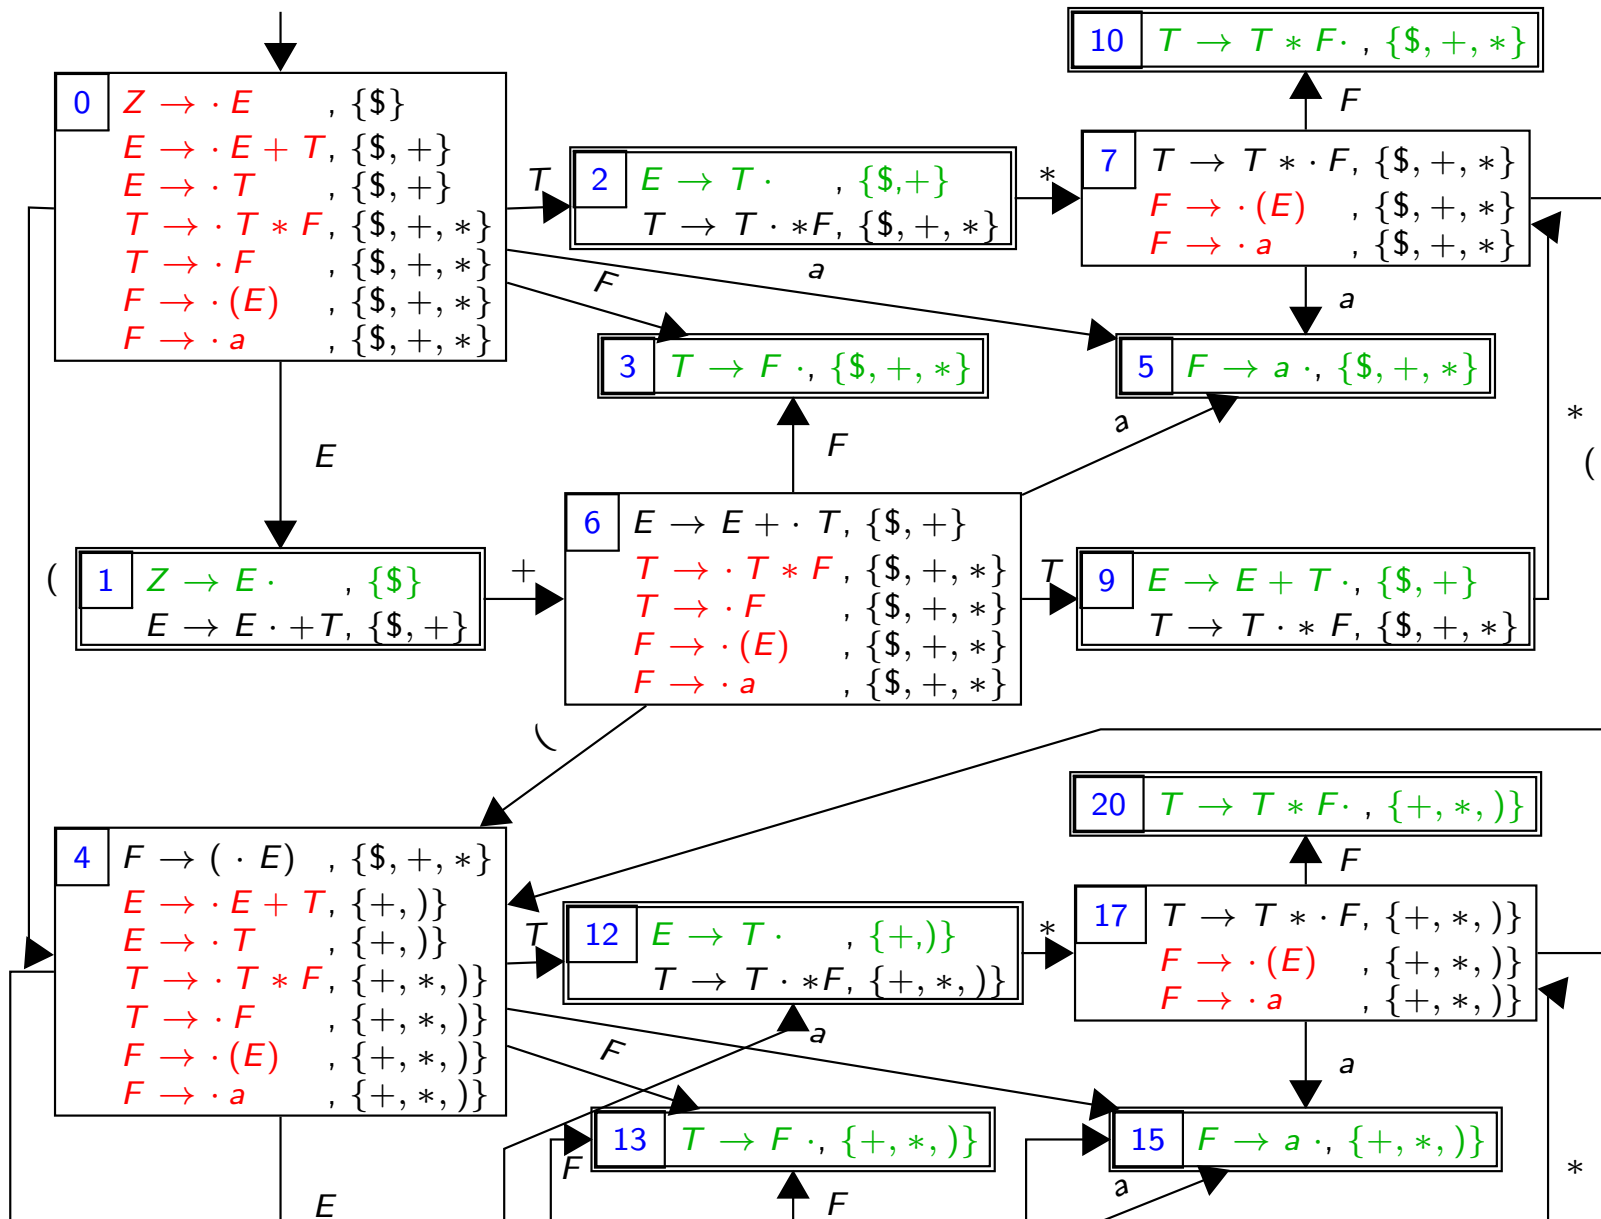 10 T → T * F·, {$, +, *}
F
0 Z → · E , {$}
E → · E + T, {$, +}
E → · T , {$, +}
T → · T * F, {$, +, *}
T → · F , {$, +, *}
F → · (E) , {$, +, *}
F → · a , {$, +, *}
T
2 E → T · , {$,+}
T → T · *F, {$, +, *}
*
7 T → T * · F, {$, +, *}
F → · (E) , {$, +, *}
F → · a , {$, +, *}
a
F
a
3 T → F ·, {$, +, *}
5 F → a ·, {$, +, *}
*
a
F
E
(
6 E → E + · T, {$, +}
T → · T * F, {$, +, *}
T → · F , {$, +, *}
F → · (E) , {$, +, *}
F → · a , {$, +, *}
(
1 Z → E · , {$}
E → E · +T, {$, +}
+
T
9 E → E + T ·, {$, +}
T → T · * F, {$, +, *}
(
20 T → T * F·, {+, *, )}
F
4 F → ( · E) , {$, +, *}
E → · E + T, {+, )}
E → · T , {+, )}
T → · T * F, {+, *, )}
T → · F , {+, *, )}
F → · (E) , {+, *, )}
F → · a , {+, *, )}
T
12 E → T · , {+,)}
T → T · *F, {+, *, )}
*
17 T → T * · F, {+, *, )}
F → · (E) , {+, *, )}
F → · a , {+, *, )}
a
F
a
13 T → F ·, {+, *, )}
15 F → a ·, {+, *, )}
F
*
a
E
F